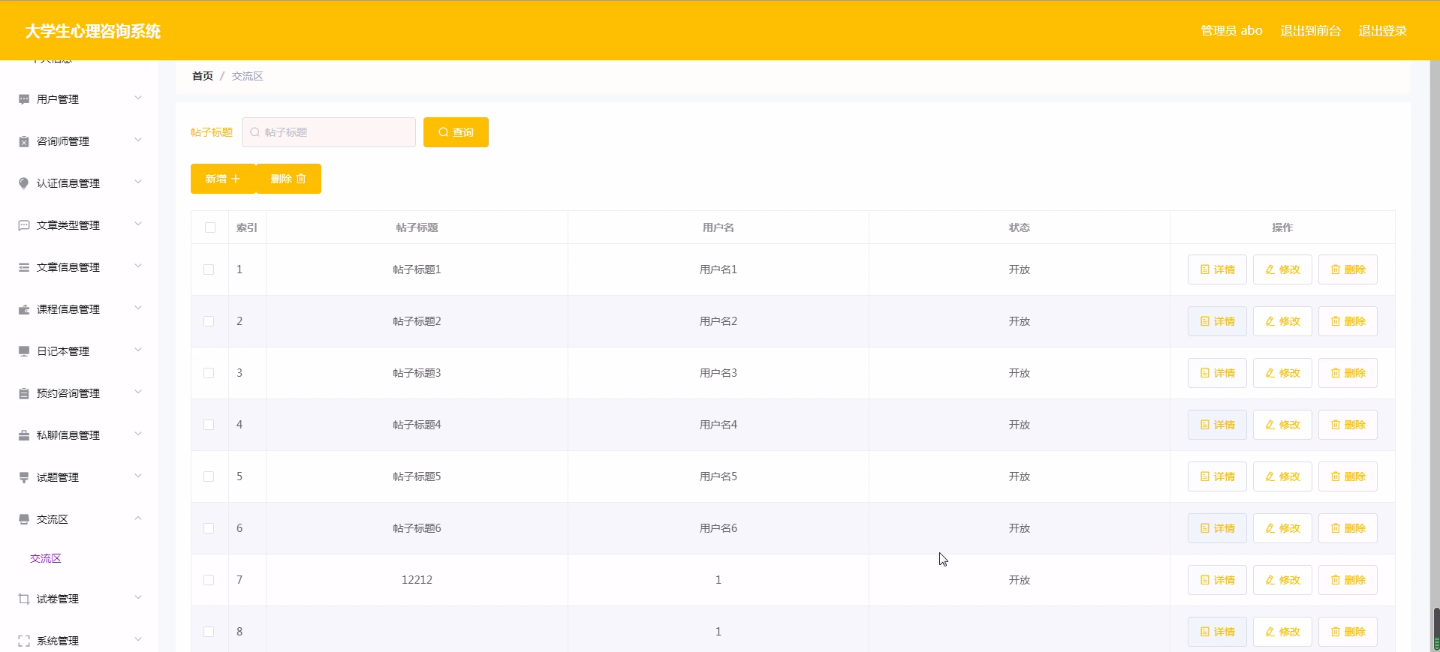 大学生心理咨询系统
管理员 abo 退出到前台 退出登录
个人信息
用户管理
咨询师管理
认证信息管理
文章类型管理
文章信息管理
课程信息管理
日记本管理
预约咨询管理
私聊信息管理
试题管理
交流区
交流区
试卷管理
系统管理
首页 / 交流区
帖子标题 帖子标题 查询
新增 删除
索引 帖子标题 用户名 状态 操作
1 帖子标题1 用户名1 开放 详情 修改 删除
2 帖子标题2 用户名2 开放 详情 修改 删除
3 帖子标题3 用户名3 开放 详情 修改 删除
4 帖子标题4 用户名4 开放 详情 修改 删除
5 帖子标题5 用户名5 开放 详情 修改 删除
6 帖子标题6 用户名6 开放 详情 修改 删除
7 12212 1 开放 详情 修改 删除
8 1 详情 修改 删除